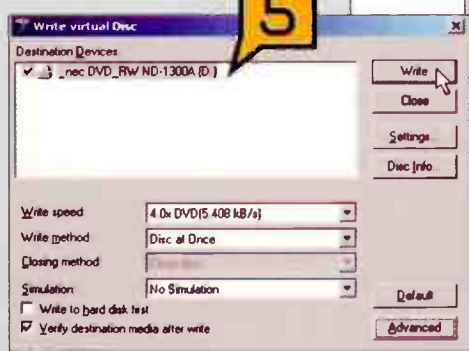 5
Write virtual Disc
Destination Devices
_nec DVD_RW ND-1300A (D )
Write
Close
Settings...
Disc Info...
Write speed 4.0x DVD(5.408 kB/s)
Write method Disc at Once
Closing method
Simulation No Simulation
Write to hard disk first
Verify destination media after write
Default
Advanced